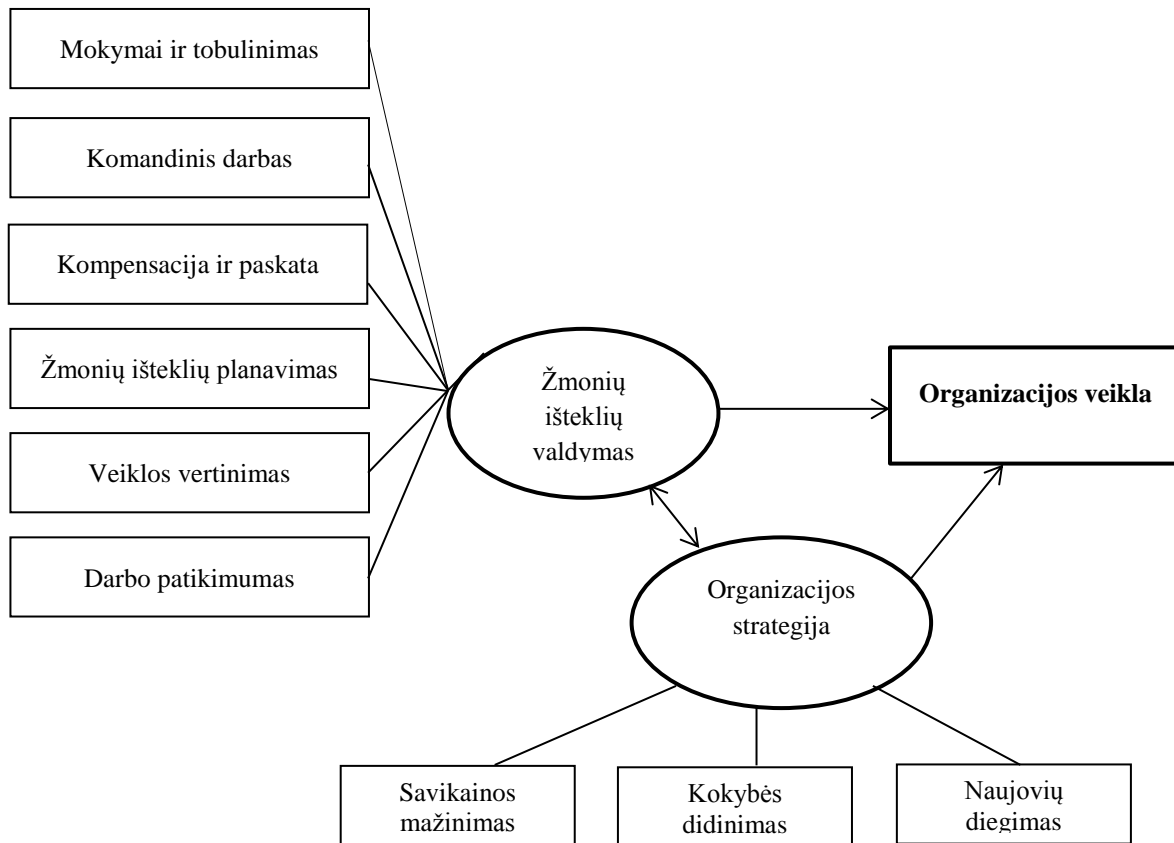 Mokymai ir tobulinimas
Komandinis darbas
Kompensacija ir paskata
Žmonių išteklių planavimas
Veiklos vertinimas
Darbo patikimumas
Žmonių
išteklių
valdymas
Organizacijos veikla
Organizacijos
strategija
Savikainos
mažinimas
Kokybės
didinimas
Naujovių
diegimas